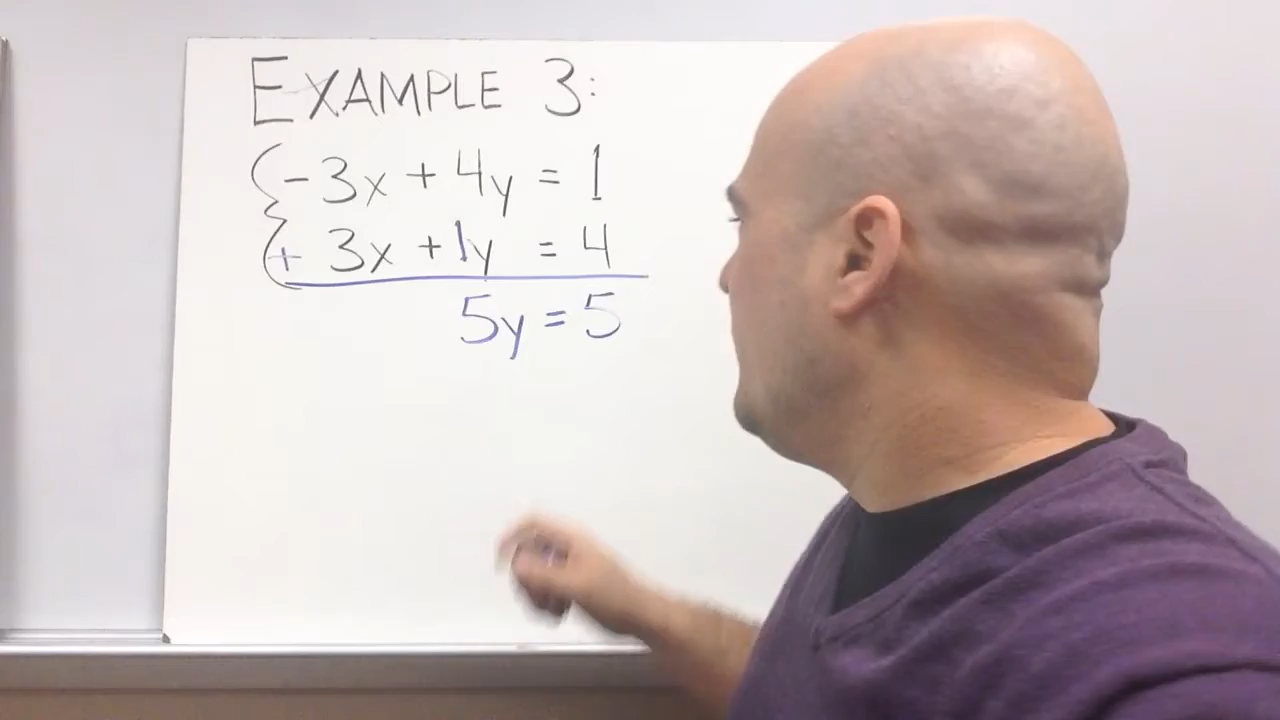 EXAMPLE 3:
-3x + 4y = 1
+ 3x + 1y = 4
5y = 5